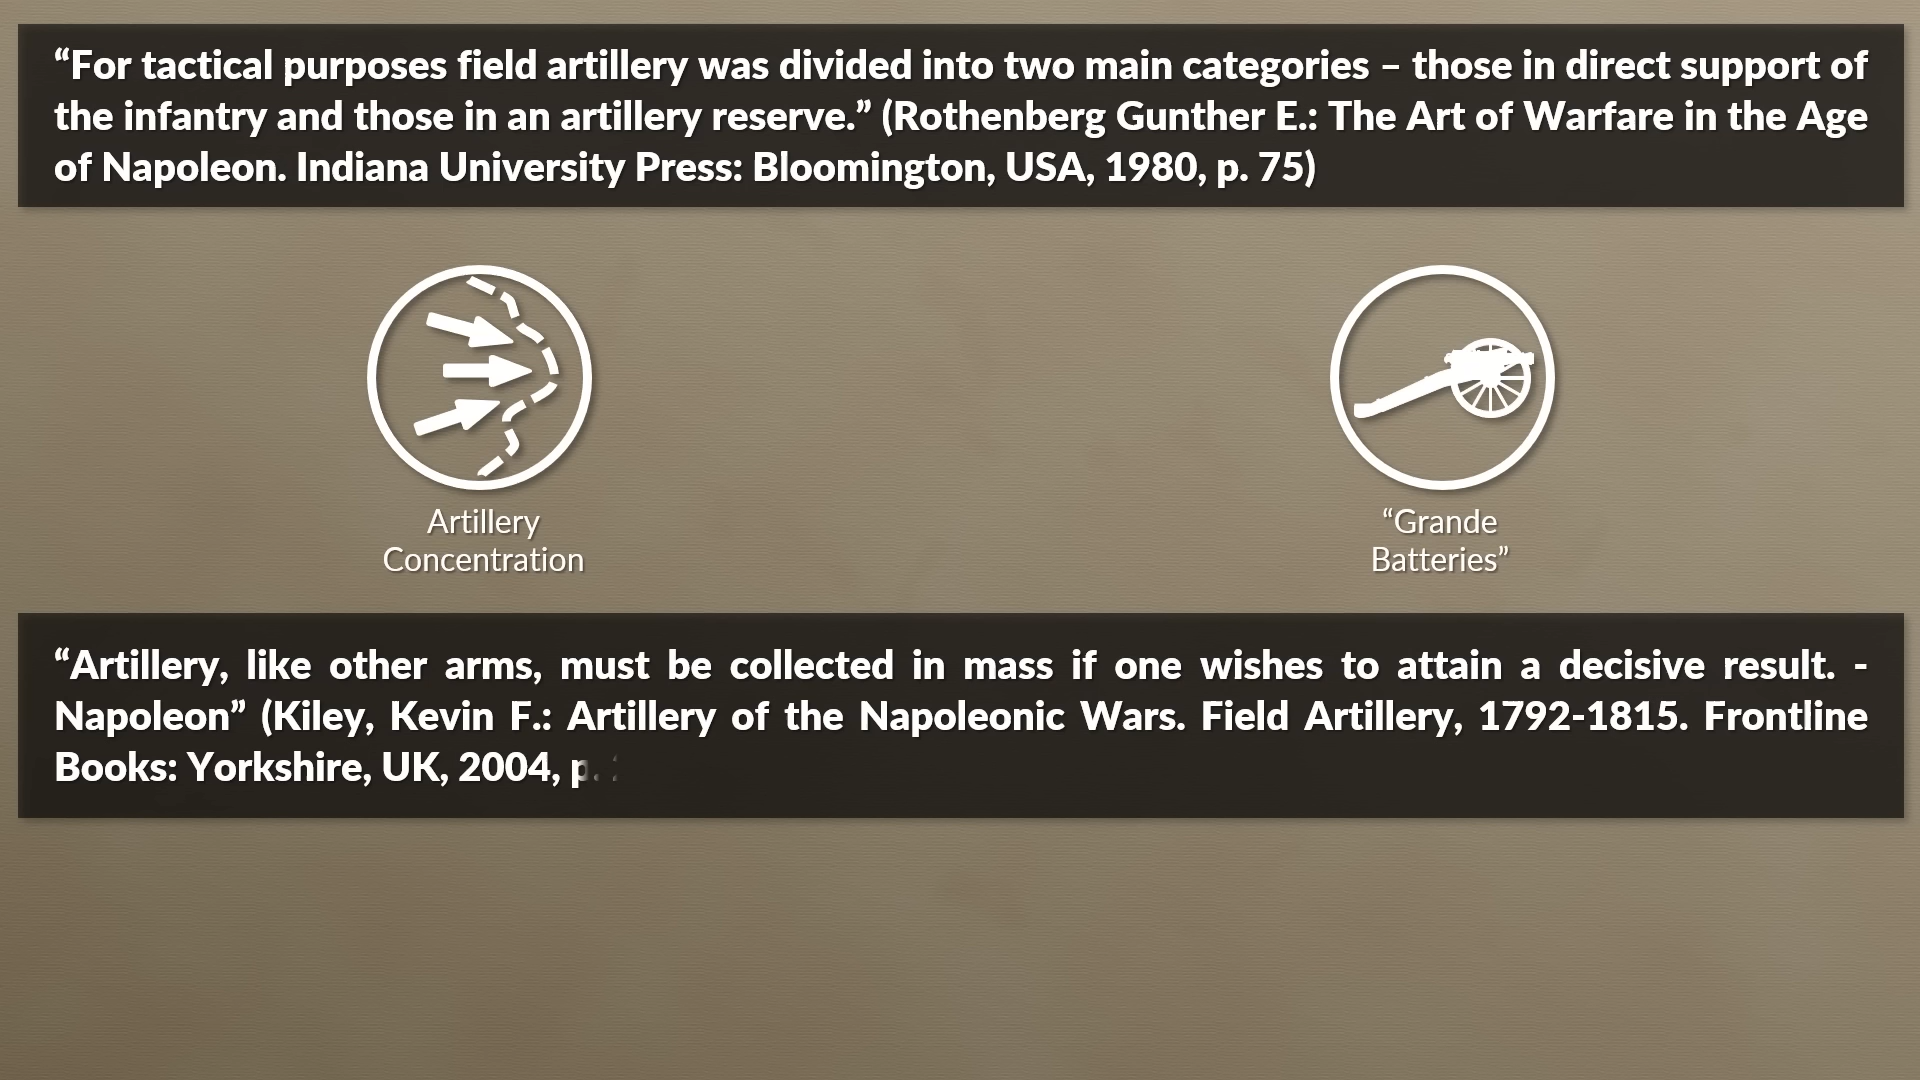 “For tactical purposes field artillery was divided into two main categories – those in direct support of
the infantry and those in an artillery reserve.” (Rothenberg Gunther E.: The Art of Warfare in the Age
of Napoleon. Indiana University Press: Bloomington, USA, 1980, p. 75)
Artillery
Concentration
“Grande
Batteries”
“Artillery, like other arms, must be collected in mass if one wishes to attain a decisive result. -
Napoleon” (Kiley, Kevin F.: Artillery of the Napoleonic Wars. Field Artillery, 1792-1815. Frontline
Books: Yorkshire, UK, 2004, p.